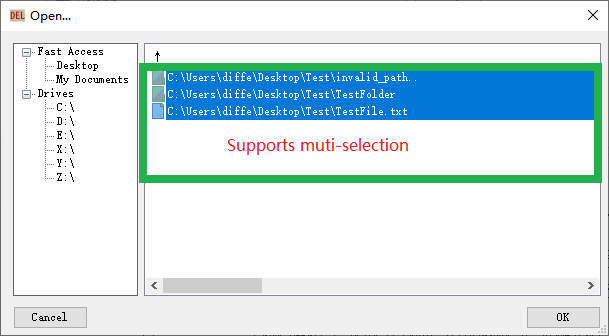 DEL Open...
Fast Access
Desktop
My Documents
Drives
C:\
D:\
E:\
X:\
Y:\
Z:\
↑
C:\Users\diffe\Desktop\Test\invalid_path..
C:\Users\diffe\Desktop\Test\TestFolder
C:\Users\diffe\Desktop\Test\TestFile.txt
Supports muti-selection
Cancel
OK